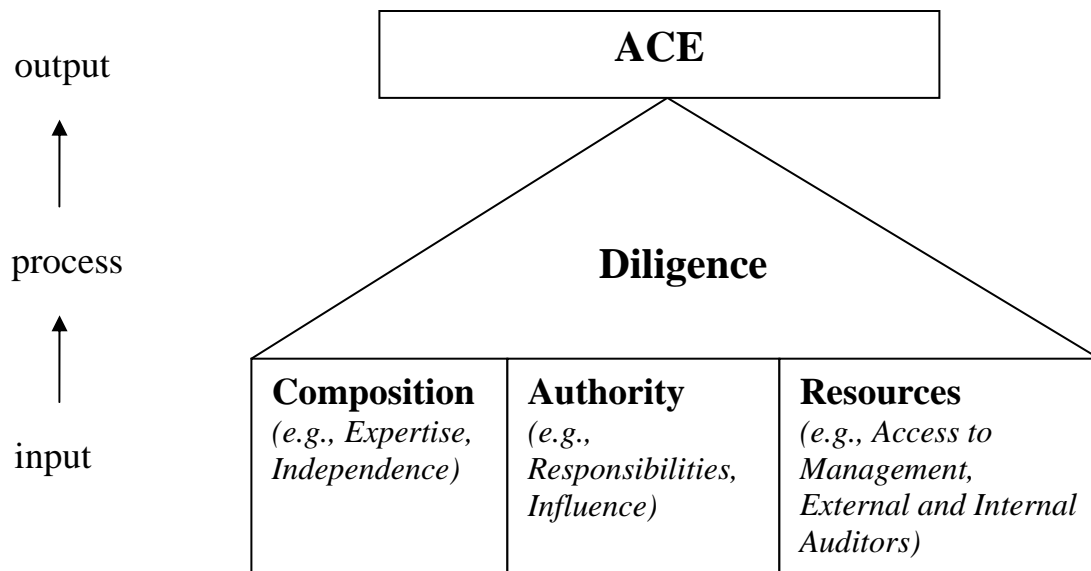 output
ACE
process
Diligence
input
Composition
(e.g., Expertise,
Independence)
Authority
(e.g.,
Responsibilities,
Influence)
Resources
(e.g., Access to
Management,
External and Internal
Auditors)